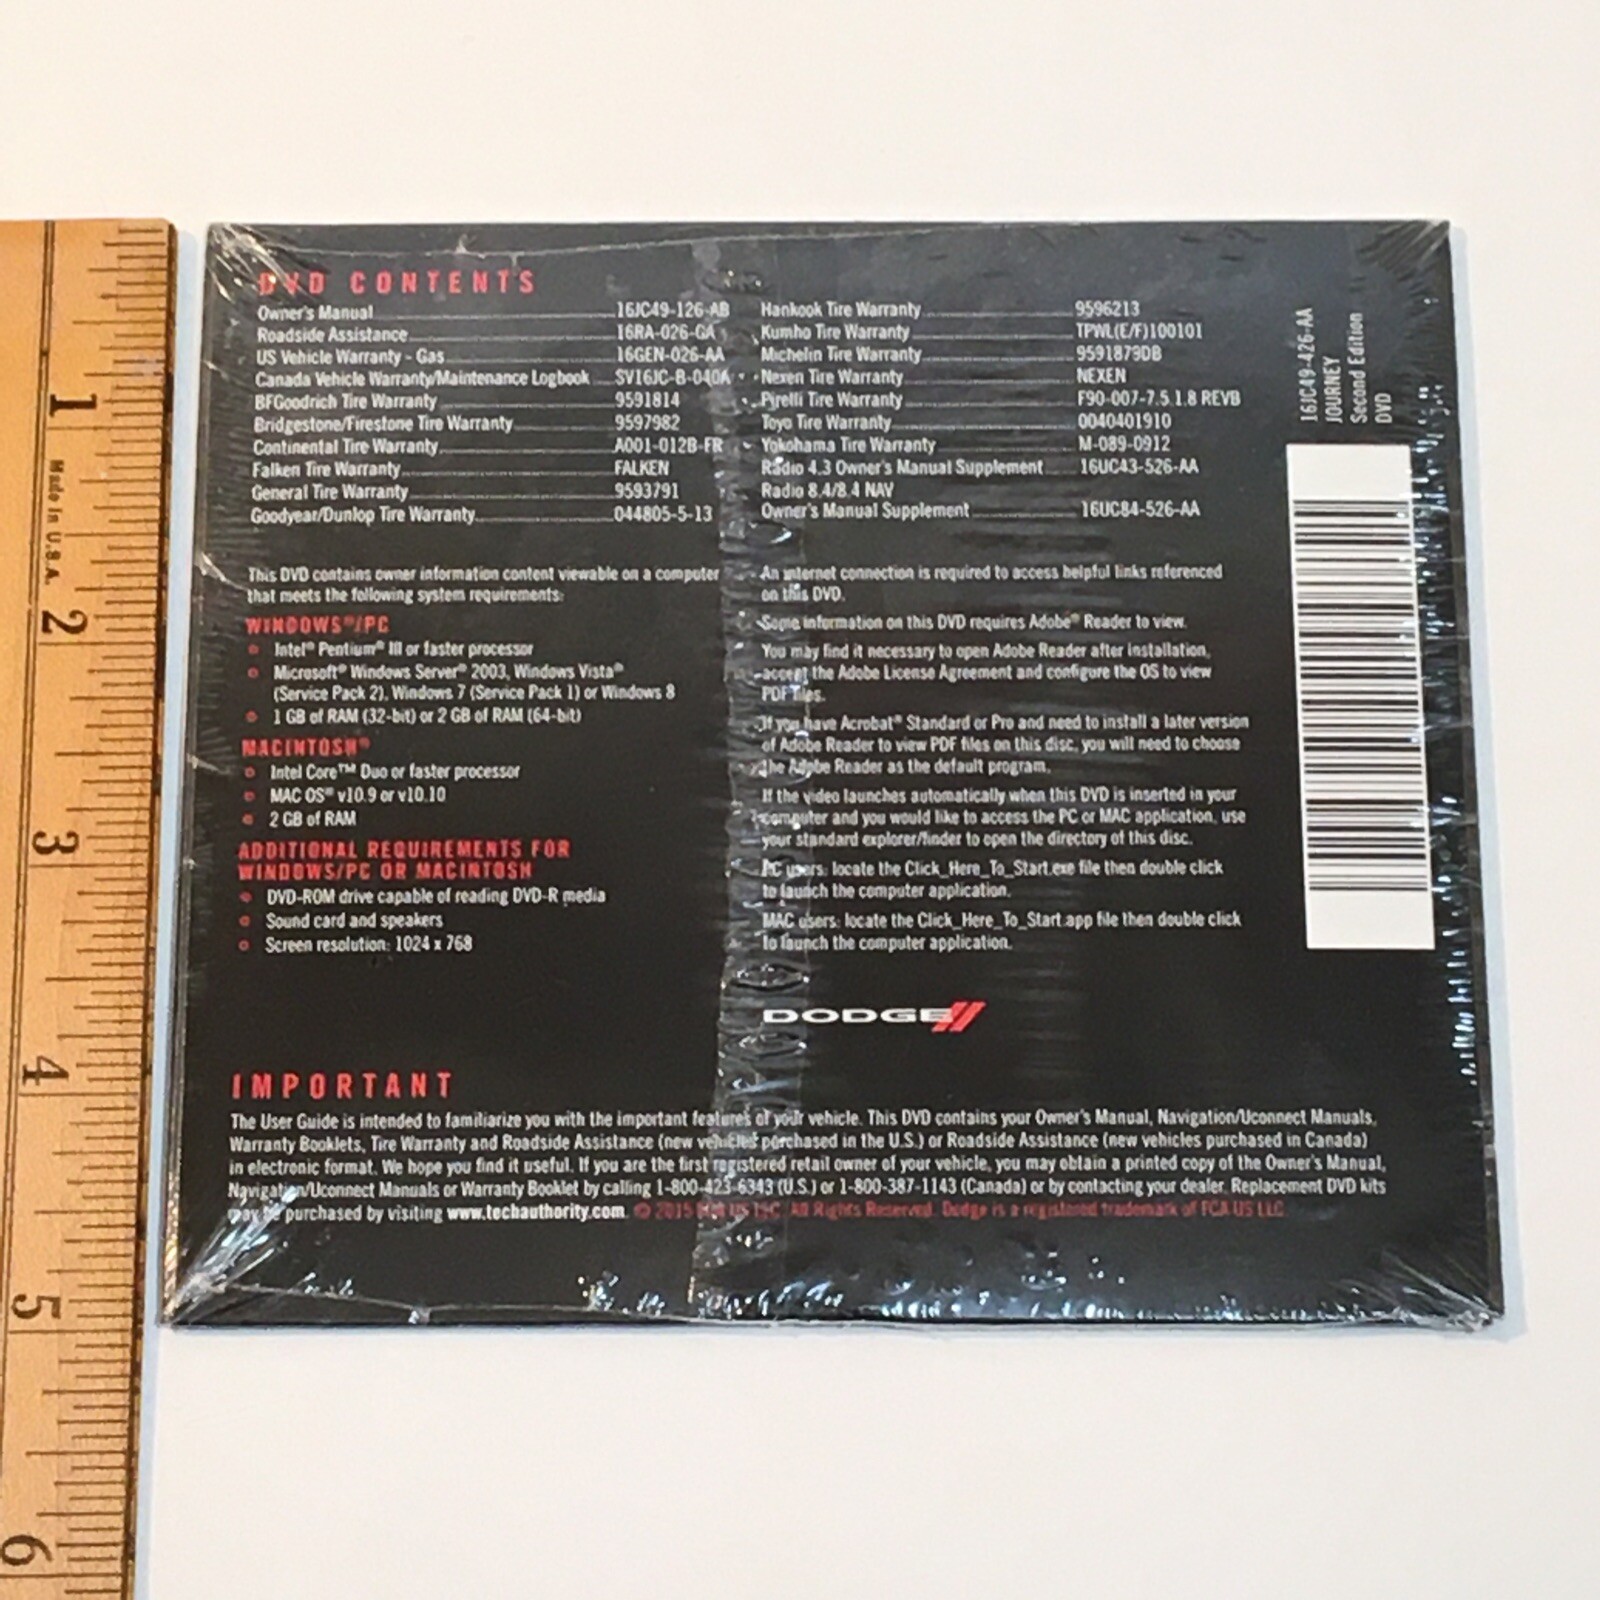 DVD CONTENTS
Owner's Manual 16JC49-126-AB
Roadside Assistance 16RA-026-GA
US Vehicle Warranty - Gas 16GEN-026-AA
Canada Vehicle Warranty/Maintenance Logbook SV16JC-B-040A
BFGoodrich Tire Warranty 9591814
Bridgestone/Firestone Tire Warranty 9597982
Continental Tire Warranty A001-012B-FR
Falken Tire Warranty FALKEN
General Tire Warranty 9593791
Goodyear/Dunlop Tire Warranty 044805-5-13
Hankook Tire Warranty 9596213
Kumho Tire Warranty TPWL(E/F)100101
Michelin Tire Warranty 9591879DB
Nexen Tire Warranty NEXEN
Pirelli Tire Warranty F90-007-7.5.1.8 REVB
Toyo Tire Warranty 0040401910
Yokohama Tire Warranty M-089-0912
Radio 4.3 Owner's Manual Supplement 16UC43-526-AA
Radio 8.4/8.4 NAV
Owner's Manual Supplement 16UC84-526-AA
This DVD contains owner information content viewable on a computer
that meets the following system requirements:
WINDOWS®/PC
Intel® Pentium® III or faster processor
Microsoft® Windows Server® 2003, Windows Vista®
(Service Pack 2), Windows 7 (Service Pack 1) or Windows 8
1 GB of RAM (32-bit) or 2 GB of RAM (64-bit)
MACINTOSH®
Intel Core™ Duo or faster processor
MAC OS® v10.9 or v10.10
2 GB of RAM
ADDITIONAL REQUIREMENTS FOR
WINDOWS/PC OR MACINTOSH
DVD-ROM drive capable of reading DVD-R media
Sound card and speakers
Screen resolution: 1024 x 768
An internet connection is required to access helpful links referenced
on this DVD.
Some information on this DVD requires Adobe® Reader to view.
You may find it necessary to open Adobe Reader after installation,
accept the Adobe License Agreement and configure the OS to view
PDF files.
If you have Acrobat® Standard or Pro and need to install a later version
of Adobe Reader to view PDF files on this disc, you will need to choose
the Adobe Reader as the default program.
If the video launches automatically when this DVD is inserted in your
computer and you would like to access the PC or MAC application, use
your standard explorer/finder to open the directory of this disc.
PC users: locate the Click_Here_To_Start.exe file then double click
to launch the computer application.
MAC users: locate the Click_Here_To_Start.app file then double click
to launch the computer application.
DODGE
16JC49-426-AA
JOURNEY
Second Edition
DVD
IMPORTANT
The User Guide is intended to familiarize you with the important features of your vehicle. This DVD contains your Owner's Manual, Navigation/Uconnect Manuals,
Warranty Booklets, Tire Warranty and Roadside Assistance (new vehicles purchased in the U.S.) or Roadside Assistance (new vehicles purchased in Canada)
in electronic format. We hope you find it useful. If you are the first registered retail owner of your vehicle, you may obtain a printed copy of the Owner's Manual,
Navigation/Uconnect Manuals or Warranty Booklet by calling 1-800-423-6343 (U.S.) or 1-800-387-1143 (Canada) or by contacting your dealer. Replacement DVD kits
may be purchased by visiting www.techauthority.com. © 2015 FCA US LLC. All Rights Reserved. Dodge is a registered trademark of FCA US LLC.
1
Made in U.S.A.
2
3
4
5
6